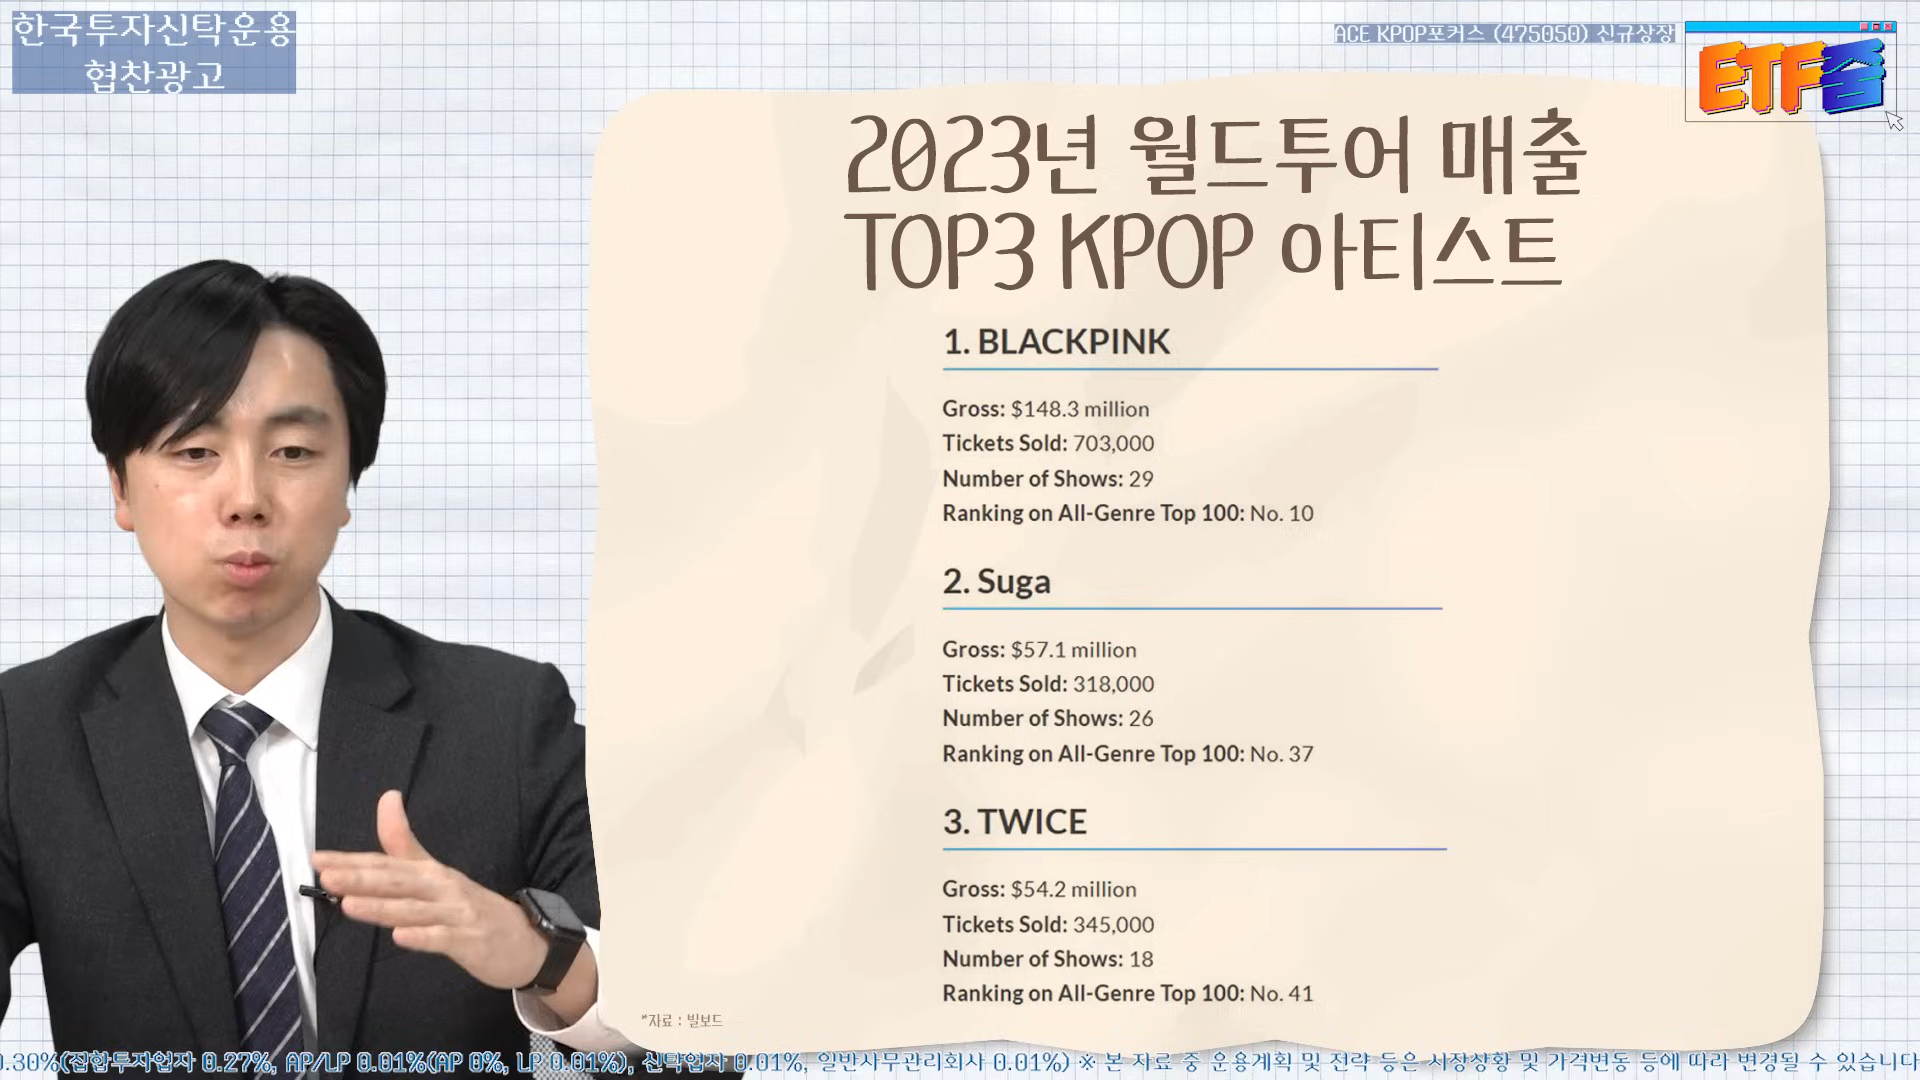 한국투자신탁운용
협찬광고
ACE KPOP포커스 (475050) 신규상장
ETF숍
2023년 월드투어 매출
TOP3 KPOP 아티스트
1. BLACKPINK
Gross: $148.3 million
Tickets Sold: 703,000
Number of Shows: 29
Ranking on All-Genre Top 100: No. 10
2. Suga
Gross: $57.1 million
Tickets Sold: 318,000
Number of Shows: 26
Ranking on All-Genre Top 100: No. 37
3. TWICE
Gross: $54.2 million
Tickets Sold: 345,000
Number of Shows: 18
Ranking on All-Genre Top 100: No. 41
*자료 : 빌보드
0.30%(집합투자업자 0.27%, AP/LP 0.01%(AP 0%, LP 0.01%), 신탁업자 0.01%, 일반사무관리회사 0.01%) ※ 본 자료 중 운용계획 및 전략 등은 시장상황 및 가격변동 등에 따라 변경될 수 있습니다